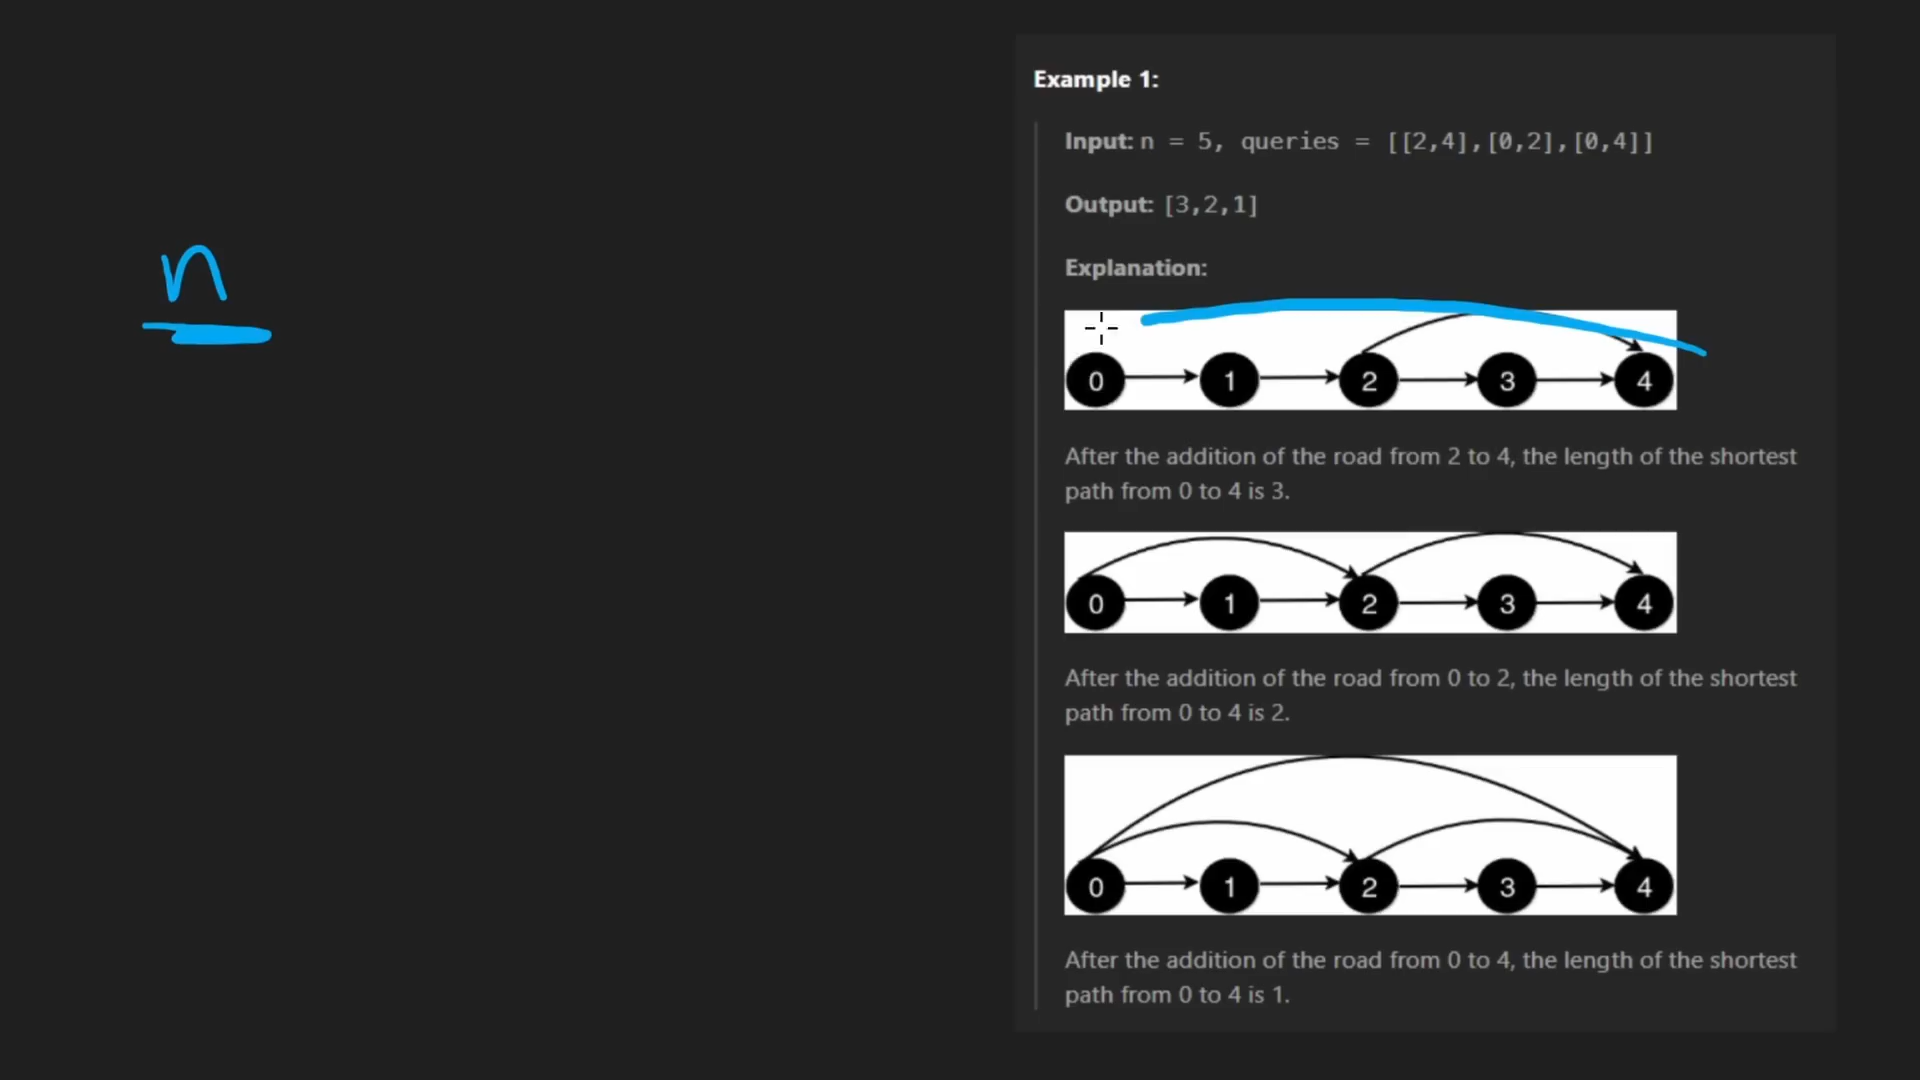 n
Example 1:
Input: n = 5, queries = [[2,4],[0,2],[0,4]]
Output: [3,2,1]
Explanation:
0 1 2 3 4
After the addition of the road from 2 to 4, the length of the shortest
path from 0 to 4 is 3.
0 1 2 3 4
After the addition of the road from 0 to 2, the length of the shortest
path from 0 to 4 is 2.
0 1 2 3 4
After the addition of the road from 0 to 4, the length of the shortest
path from 0 to 4 is 1.